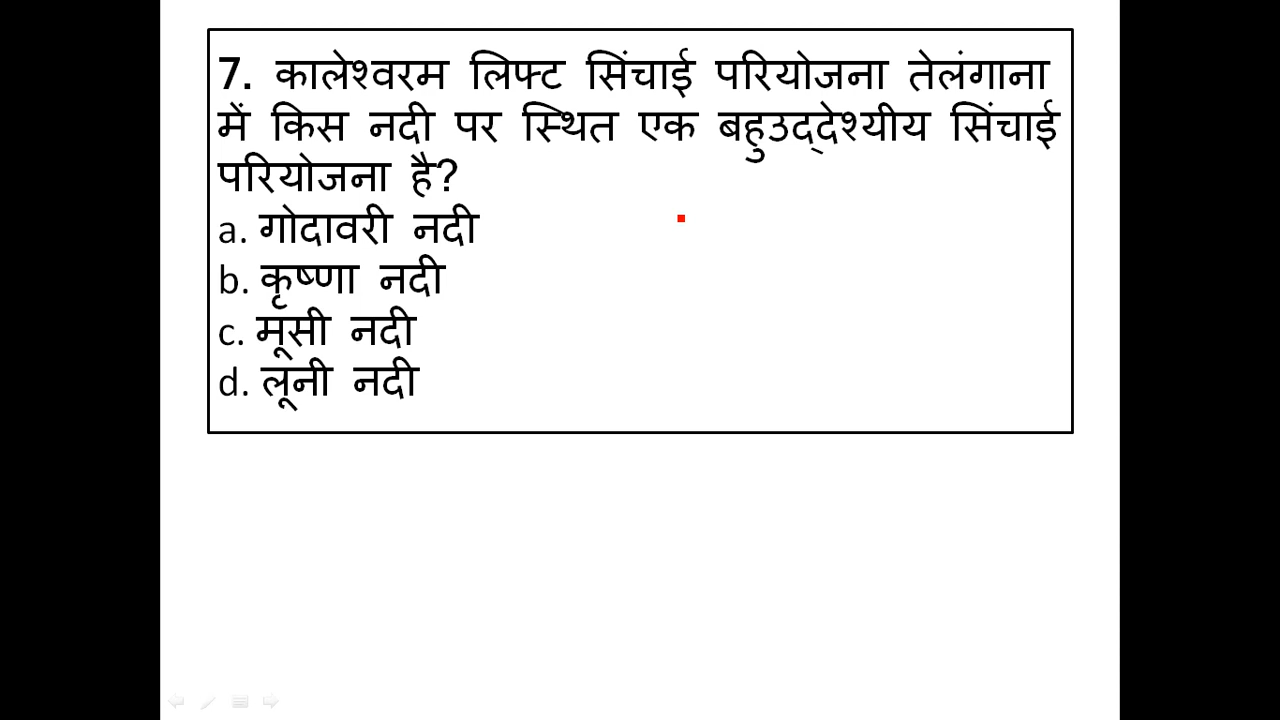 7. कालेश्वरम लिफ्ट सिंचाई परियोजना तेलंगाना
में किस नदी पर स्थित एक बहुउद्देश्यीय सिंचाई
परियोजना है?
a. गोदावरी नदी
b. कृष्णा नदी
c. मूसी नदी
d. लूनी नदी